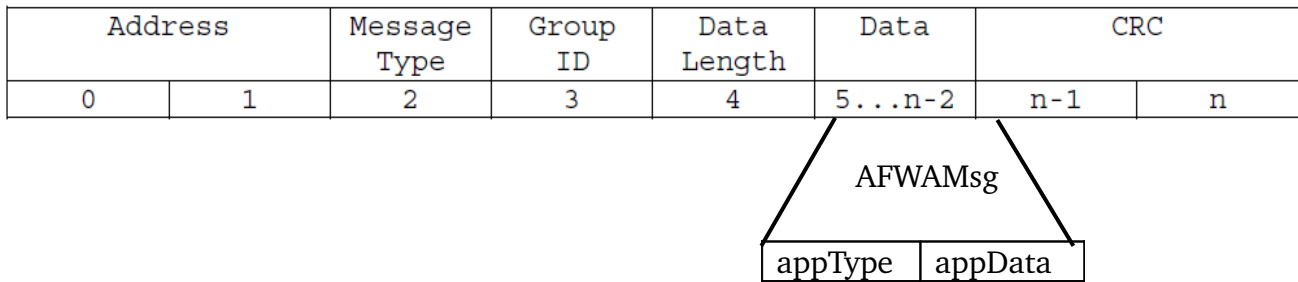 Address Message Group Data Data CRC
Type ID Length
0 1 2 3 4 5...n-2 n-1 n
AFWAMsg
appType appData